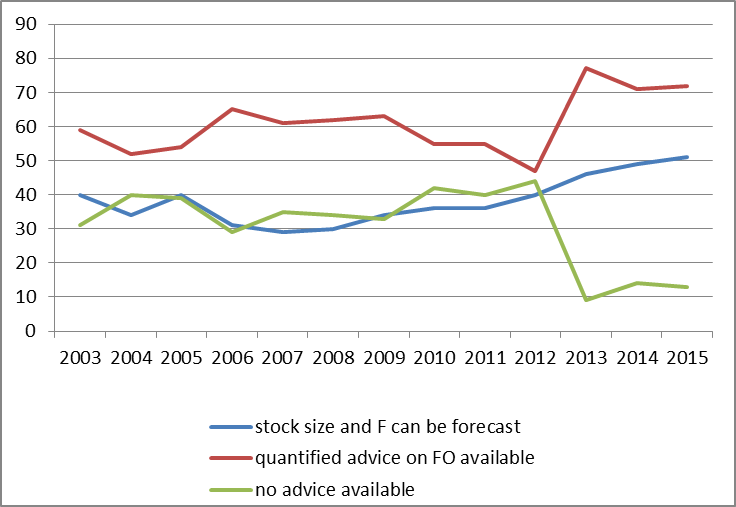 90
80
70
60
50
40
30
20
10
0
2003 2004 2005 2006 2007 2008 2009 2010 2011 2012 2013 2014 2015
stock size and F can be forecast
quantified advice on FO available
no advice available